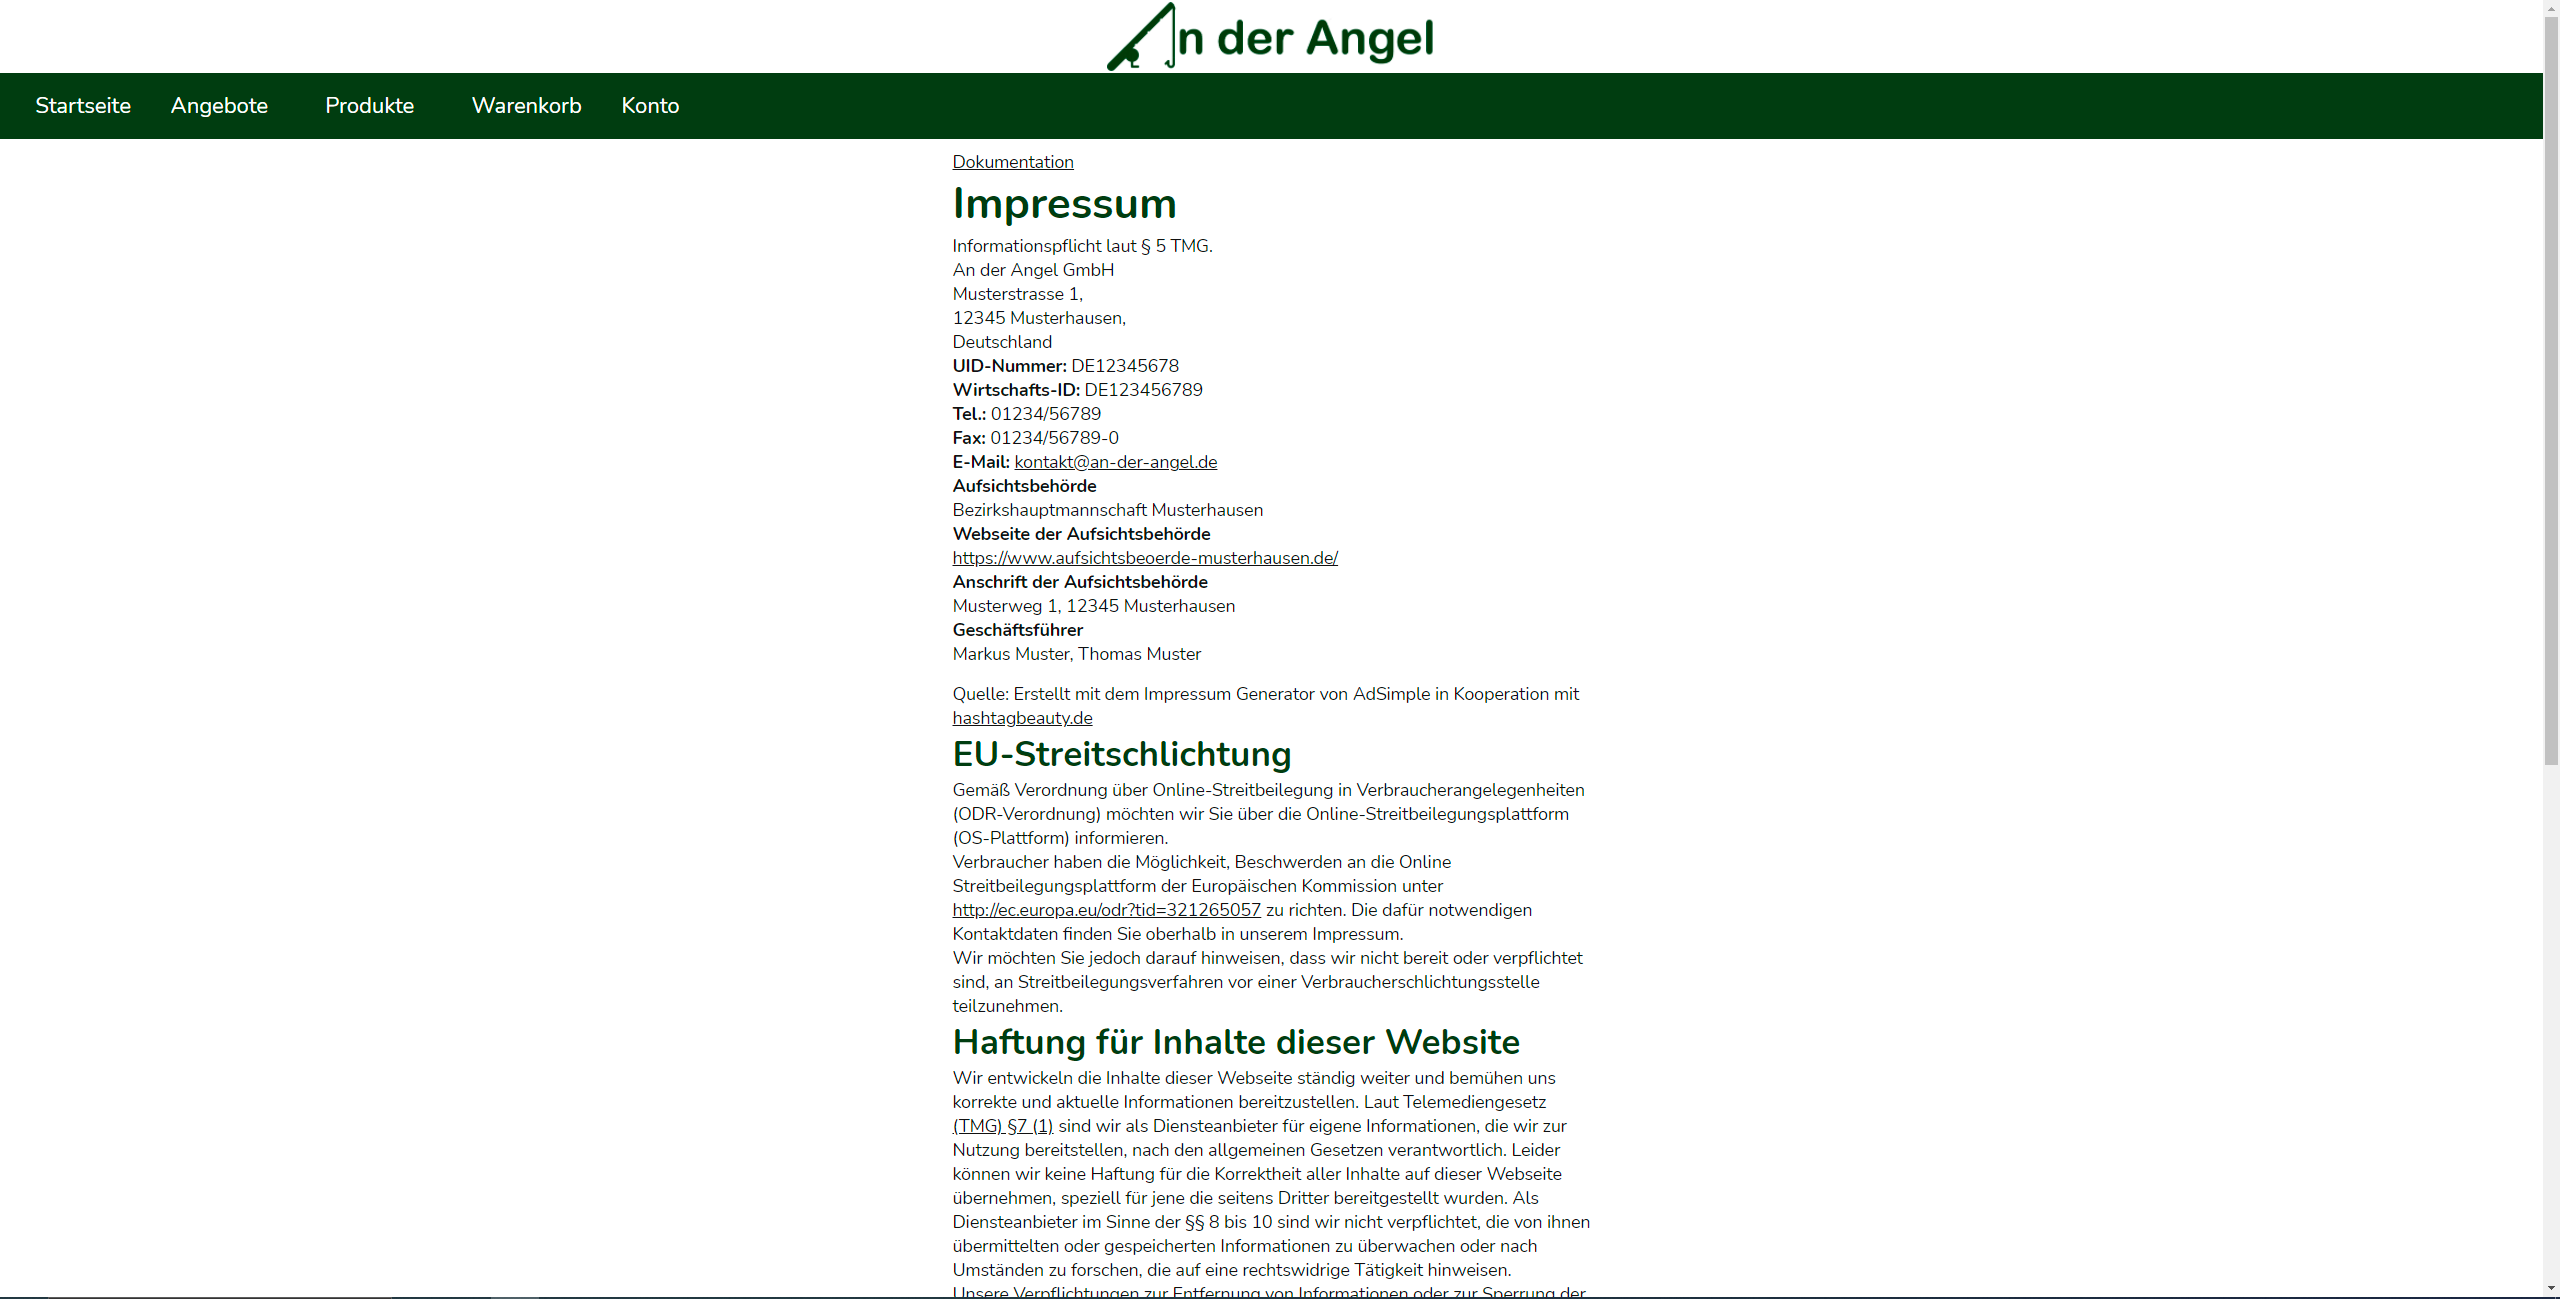 An der Angel
Startseite Angebote Produkte Warenkorb Konto
Dokumentation
Impressum
Informationspflicht laut § 5 TMG.
An der Angel GmbH
Musterstrasse 1,
12345 Musterhausen,
Deutschland
UID-Nummer: DE12345678
Wirtschafts-ID: DE123456789
Tel.: 01234/56789
Fax: 01234/56789-0
E-Mail: kontakt@an-der-angel.de
Aufsichtsbehörde
Bezirkshauptmannschaft Musterhausen
Webseite der Aufsichtsbehörde
https://www.aufsichtsbeoerde-musterhausen.de/
Anschrift der Aufsichtsbehörde
Musterweg 1, 12345 Musterhausen
Geschäftsführer
Markus Muster, Thomas Muster
Quelle: Erstellt mit dem Impressum Generator von AdSimple in Kooperation mit
hashtagbeauty.de
EU-Streitschlichtung
Gemäß Verordnung über Online-Streitbeilegung in Verbraucherangelegenheiten
(ODR-Verordnung) möchten wir Sie über die Online-Streitbeilegungsplattform
(OS-Plattform) informieren.
Verbraucher haben die Möglichkeit, Beschwerden an die Online
Streitbeilegungsplattform der Europäischen Kommission unter
http://ec.europa.eu/odr?tid=321265057 zu richten. Die dafür notwendigen
Kontaktdaten finden Sie oberhalb in unserem Impressum.
Wir möchten Sie jedoch darauf hinweisen, dass wir nicht bereit oder verpflichtet
sind, an Streitbeilegungsverfahren vor einer Verbraucherschlichtungsstelle
teilzunehmen.
Haftung für Inhalte dieser Website
Wir entwickeln die Inhalte dieser Webseite ständig weiter und bemühen uns
korrekte und aktuelle Informationen bereitzustellen. Laut Telemediengesetz
(TMG) §7 (1) sind wir als Diensteanbieter für eigene Informationen, die wir zur
Nutzung bereitstellen, nach den allgemeinen Gesetzen verantwortlich. Leider
können wir keine Haftung für die Korrektheit aller Inhalte auf dieser Webseite
übernehmen, speziell für jene die seitens Dritter bereitgestellt wurden. Als
Diensteanbieter im Sinne der §§ 8 bis 10 sind wir nicht verpflichtet, die von ihnen
übermittelten oder gespeicherten Informationen zu überwachen oder nach
Umständen zu forschen, die auf eine rechtswidrige Tätigkeit hinweisen.
Unsere Verpflichtungen zur Entfernung von Informationen oder zur Sperrung der